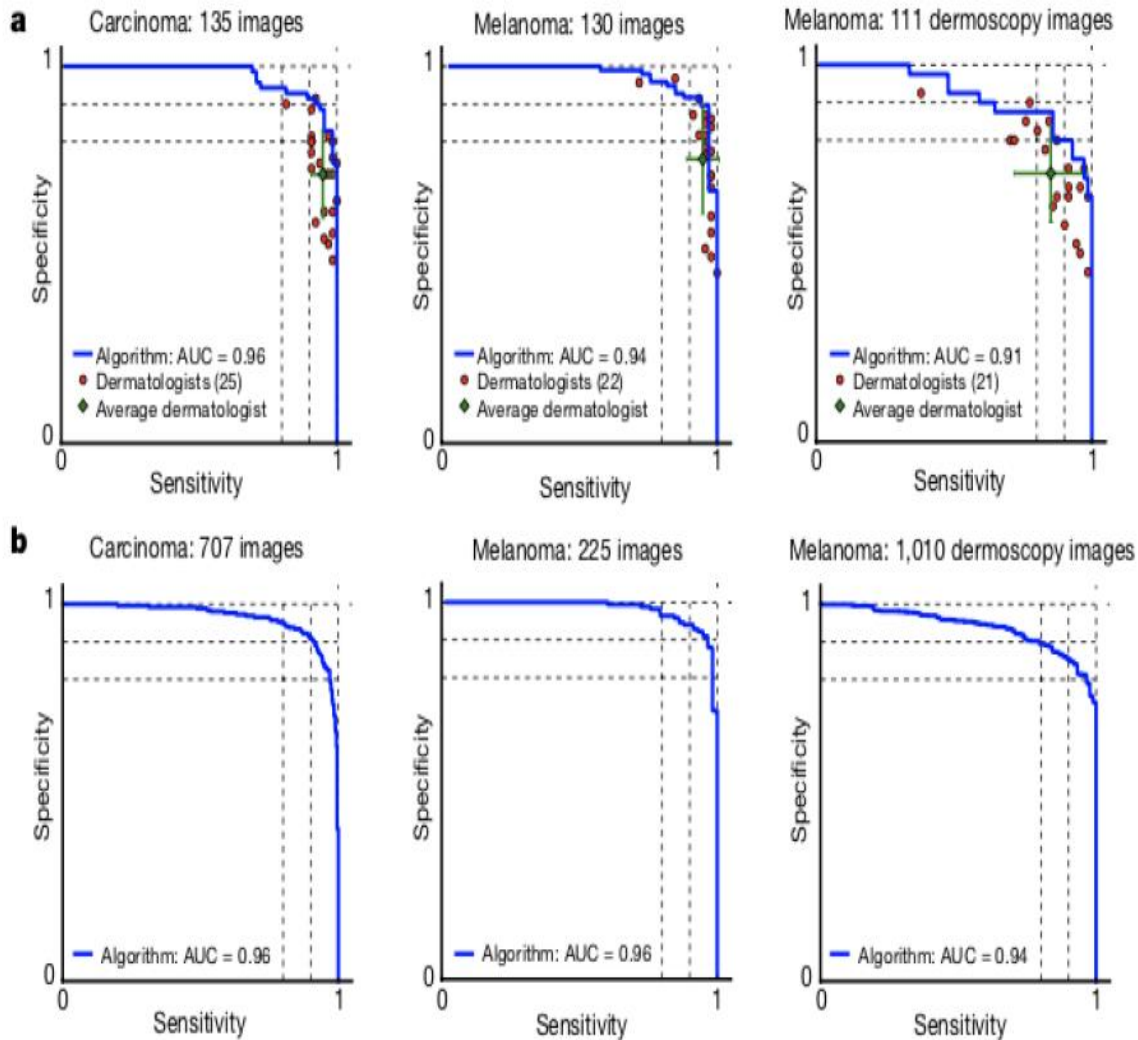 a
Carcinoma: 135 images
1
Specificity
Algorithm: AUC = 0.96
Dermatologists (25)
Average dermatologist
0
0
1
Sensitivity
Melanoma: 130 images
1
Specificity
Algorithm: AUC = 0.94
Dermatologists (22)
Average dermatologist
0
0
1
Sensitivity
Melanoma: 111 dermoscopy images
1
Specificity
Algorithm: AUC = 0.91
Dermatologists (21)
Average dermatologist
0
0
1
Sensitivity
b
Carcinoma: 707 images
1
Specificity
Algorithm: AUC = 0.96
0
0
1
Sensitivity
Melanoma: 225 images
1
Specificity
Algorithm: AUC = 0.96
0
0
1
Sensitivity
Melanoma: 1,010 dermoscopy images
1
Specificity
Algorithm: AUC = 0.94
0
0
1
Sensitivity